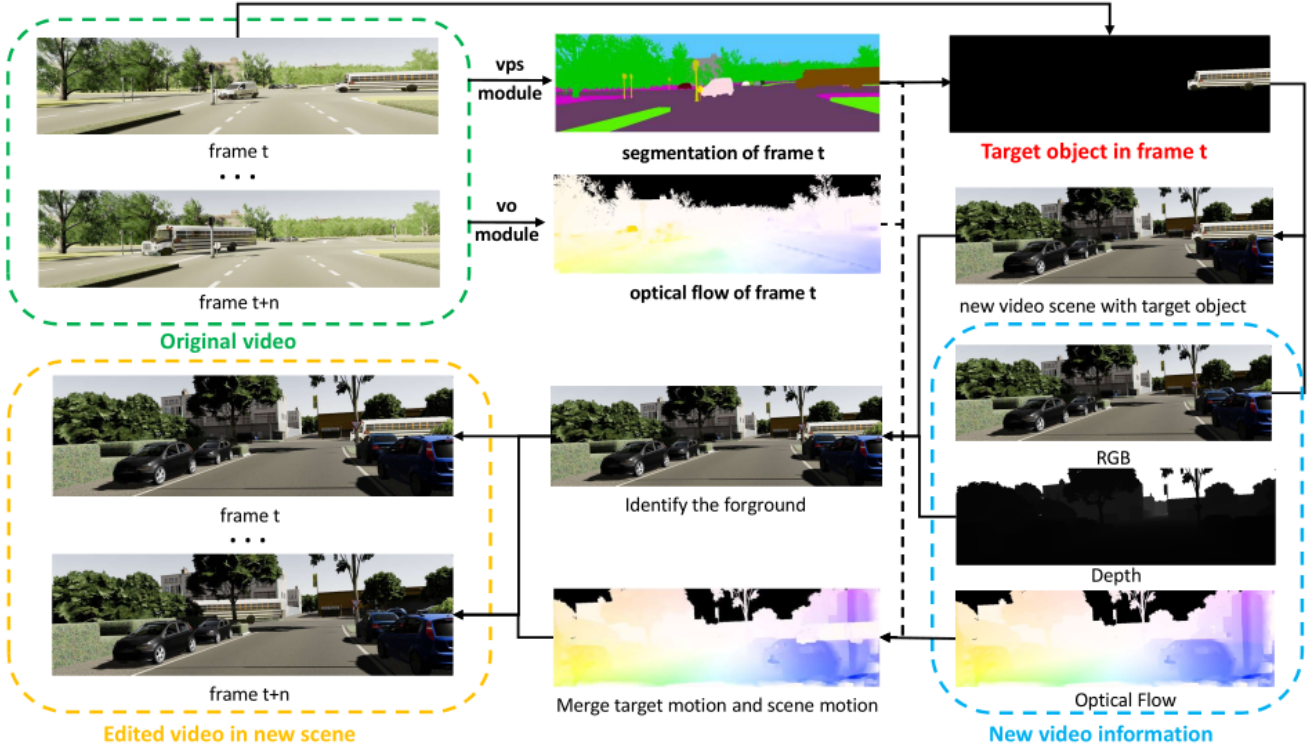 frame t
• • •
frame t+n
Original video
vps
module
vo
module
segmentation of frame t
optical flow of frame t
Target object in frame t
new video scene with target object
RGB
Depth
Optical Flow
New video information
Identify the forground
Merge target motion and scene motion
frame t
• • •
frame t+n
Edited video in new scene